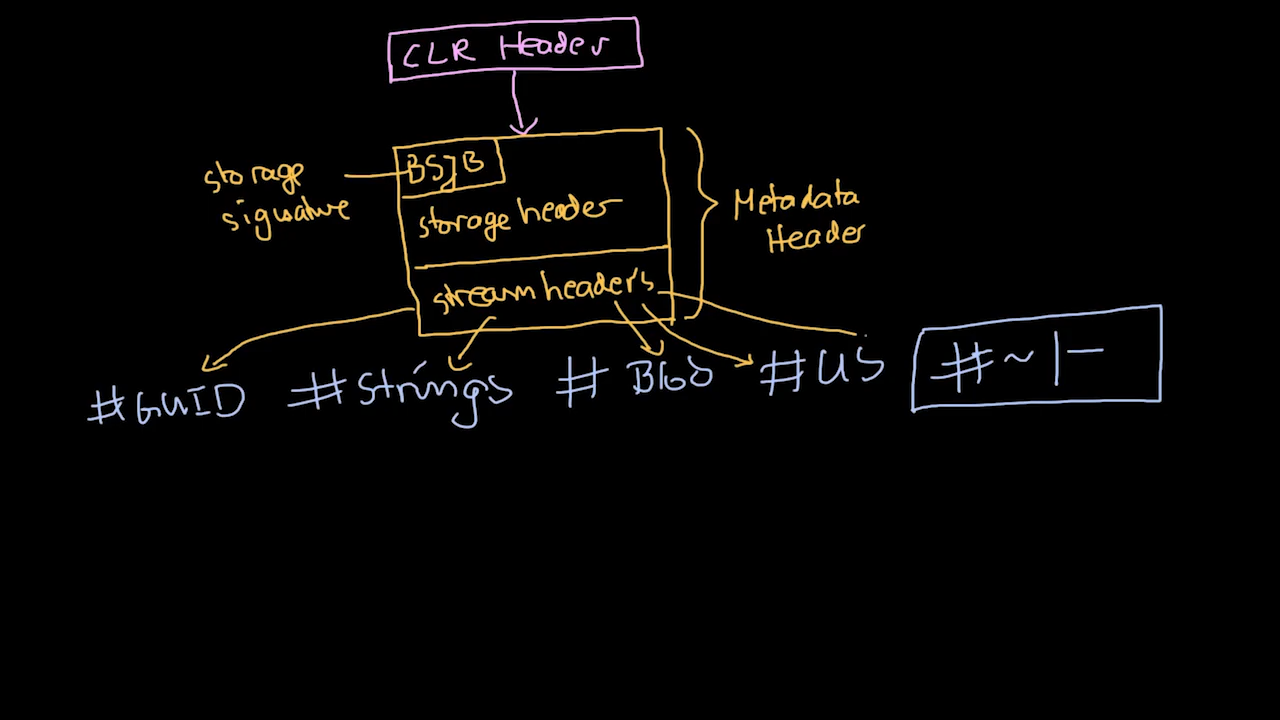 CLR Header
BSJB
storage
signature
storage header
Metadata
Header
stream headers
#GUID #Strings #Blob #US #~|-